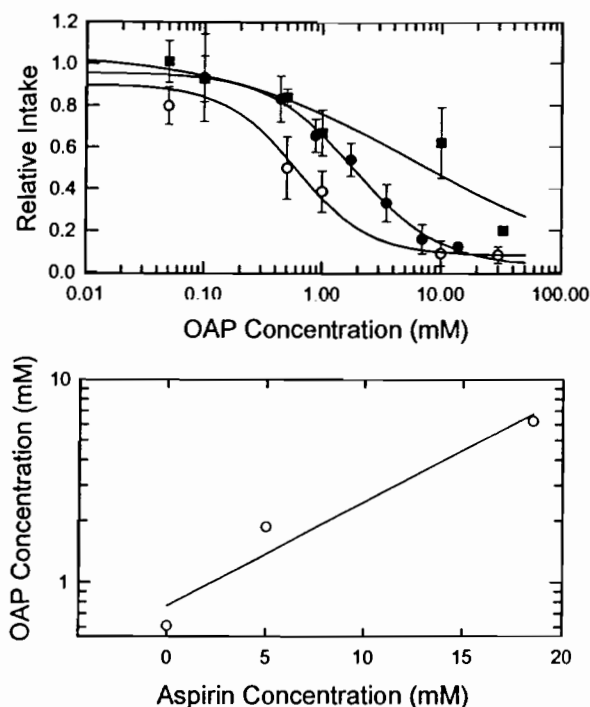 1.2
1.0
0.8
0.6
0.4
0.2
0.0
Relative Intake
0.01 0.10 1.00 10.00 100.00
OAP Concentration (mM)
10
1
OAP Concentration (mM)
0 5 10 15 20
Aspirin Concentration (mM)